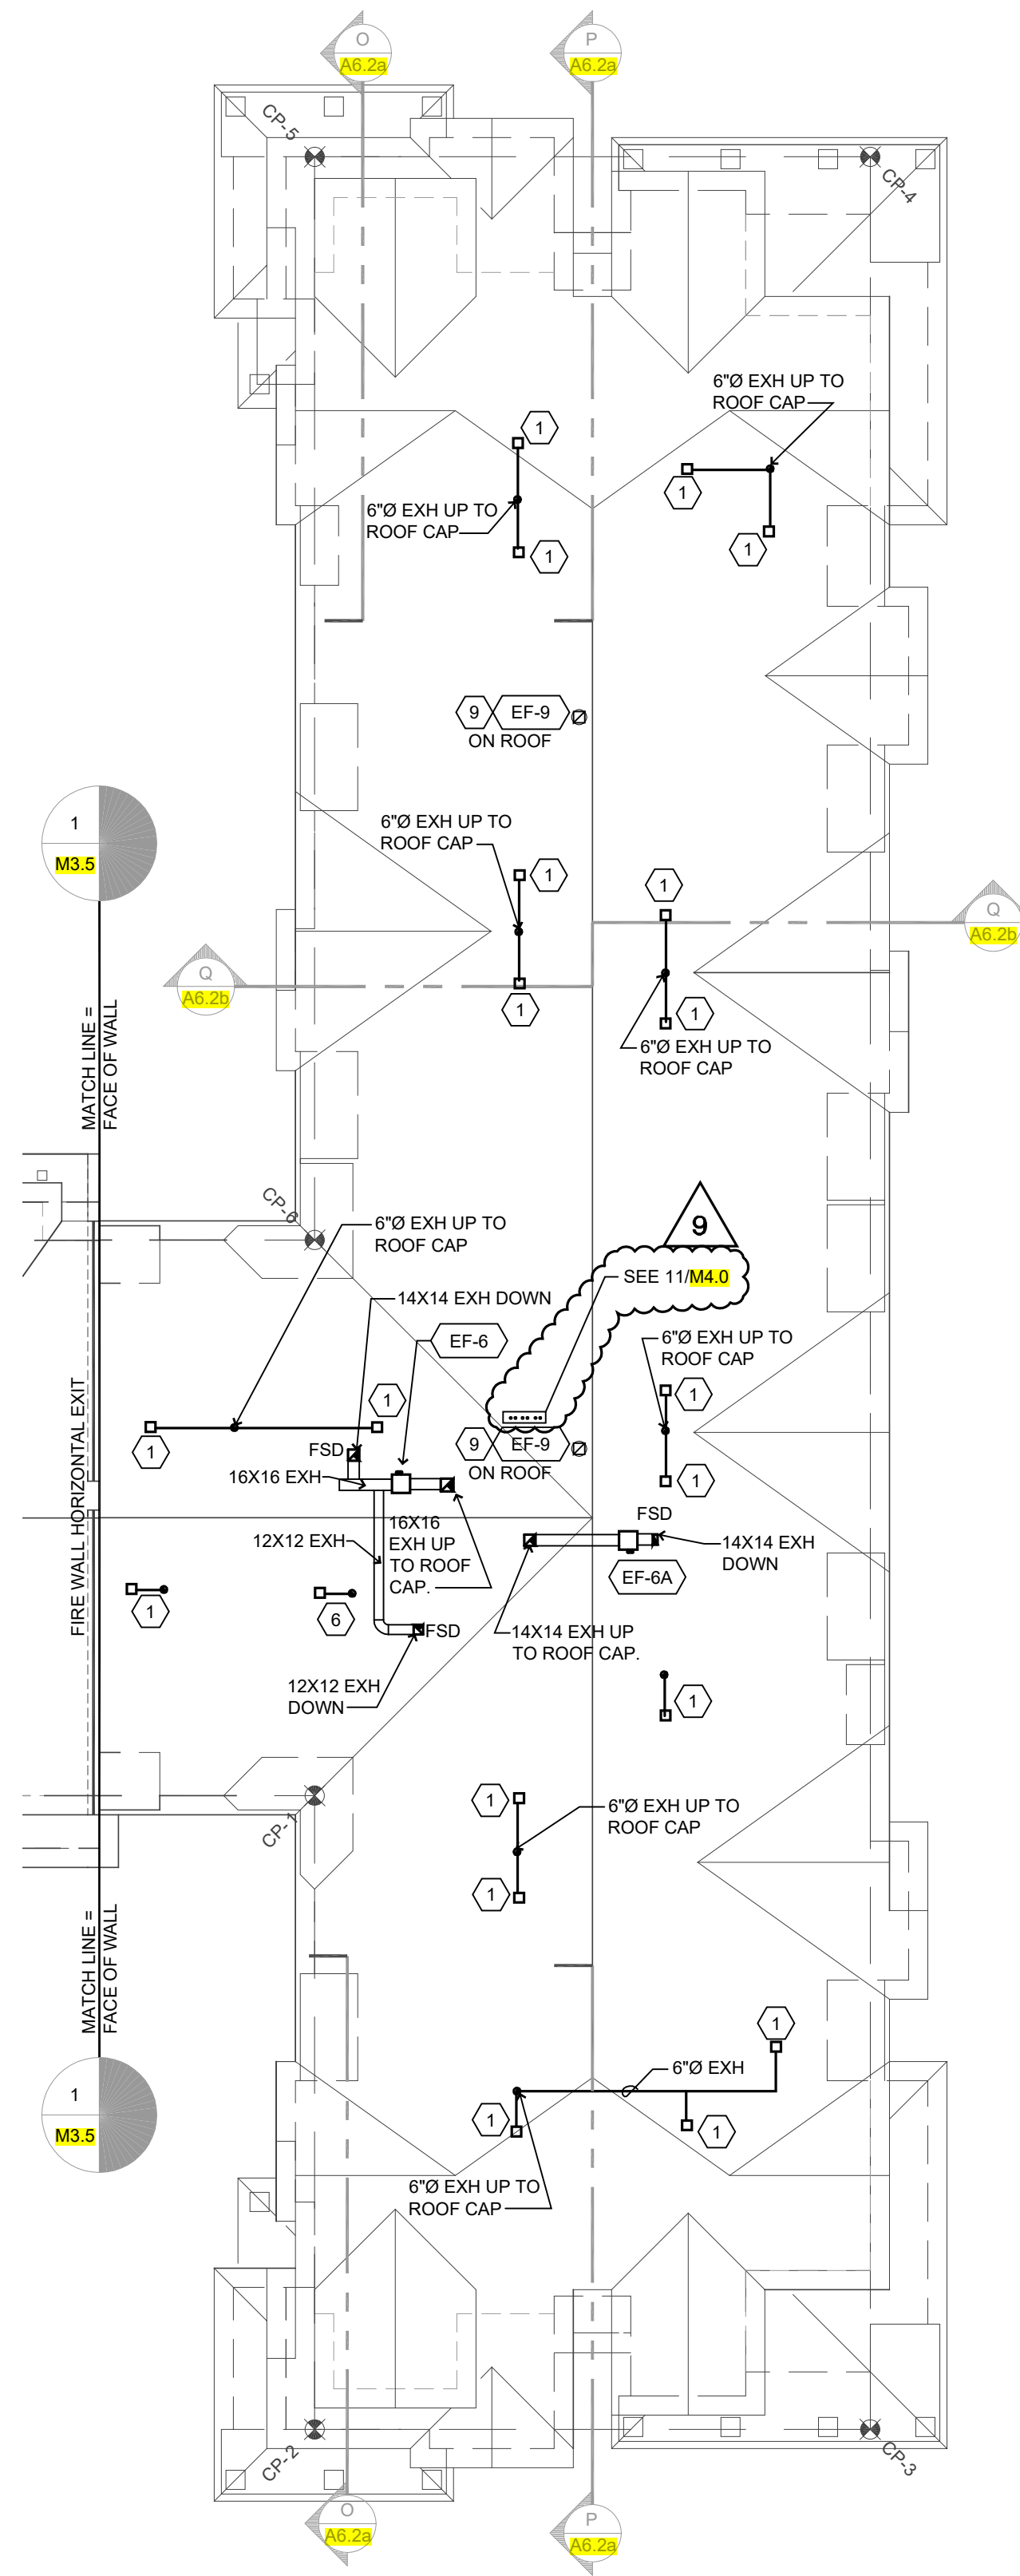 O
A6.2a
P
A6.2a
CP-5
CP-4
6"Ø EXH UP TO
ROOF CAP
1
1
6"Ø EXH UP TO
ROOF CAP
1
1
9
EF-9
ON ROOF
1
M3.5
6"Ø EXH UP TO
ROOF CAP
1
1
Q
A6.2b
Q
A6.2b
1
1
6"Ø EXH UP TO
ROOF CAP
MATCH LINE =
FACE OF WALL
CP-6
6"Ø EXH UP TO
ROOF CAP
9
SEE 11/M4.0
14X14 EXH DOWN
EF-6
6"Ø EXH UP TO
ROOF CAP
1
1
1
FSD
9
EF-9
ON ROOF
1
16X16 EXH
16X16
EXH UP
TO ROOF
CAP.
FIRE WALL HORIZONTAL EXIT
12X12 EXH
FSD
14X14 EXH
DOWN
EF-6A
1
6
FSD
14X14 EXH UP
TO ROOF CAP.
12X12 EXH
DOWN
1
1
6"Ø EXH UP TO
ROOF CAP
CP-1
1
MATCH LINE =
FACE OF WALL
1
M3.5
1
6"Ø EXH
1
1
6"Ø EXH UP TO
ROOF CAP
CP-2
CP-3
O
A6.2a
P
A6.2a